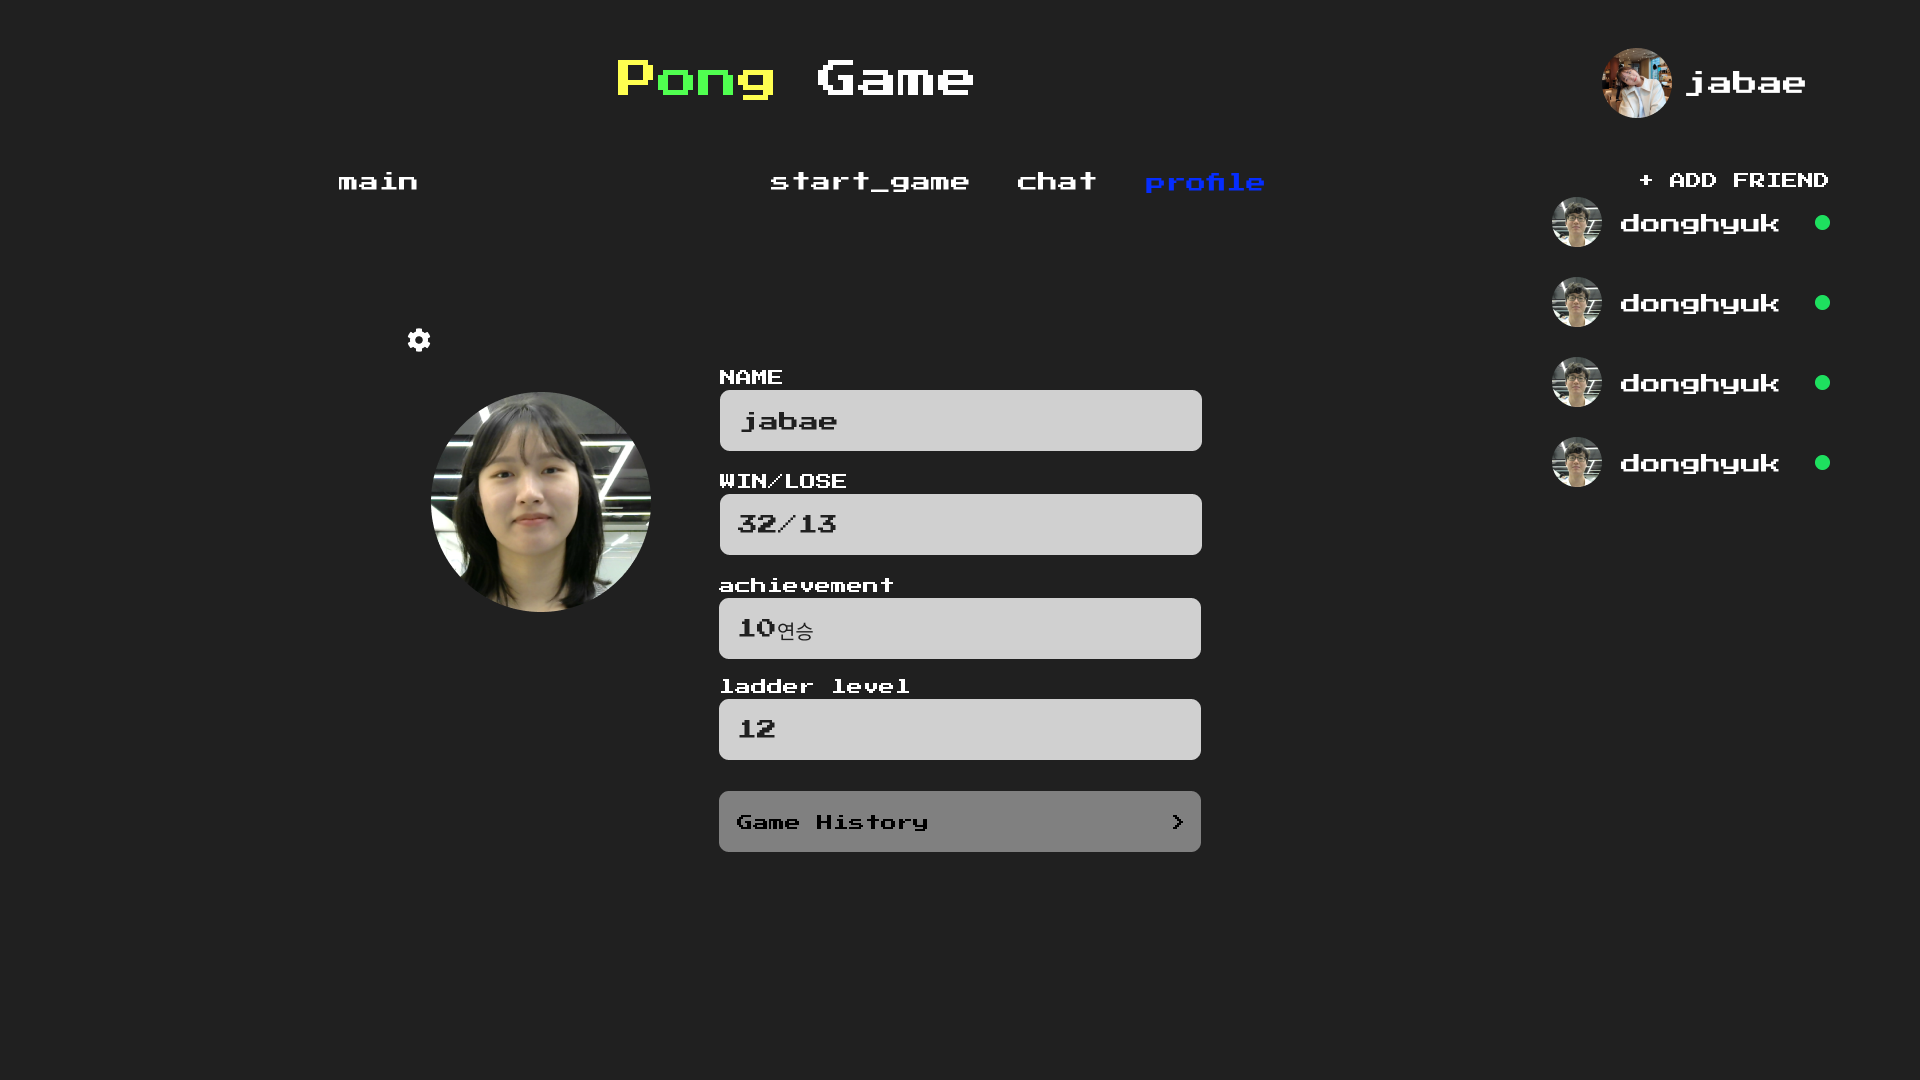 Pong Game
jabae
main
start_game
chat
profile
+ ADD FRIEND
donghyuk
donghyuk
donghyuk
donghyuk
NAME
jabae
WIN/LOSE
32/13
achievement
10연승
ladder level
12
Game History >